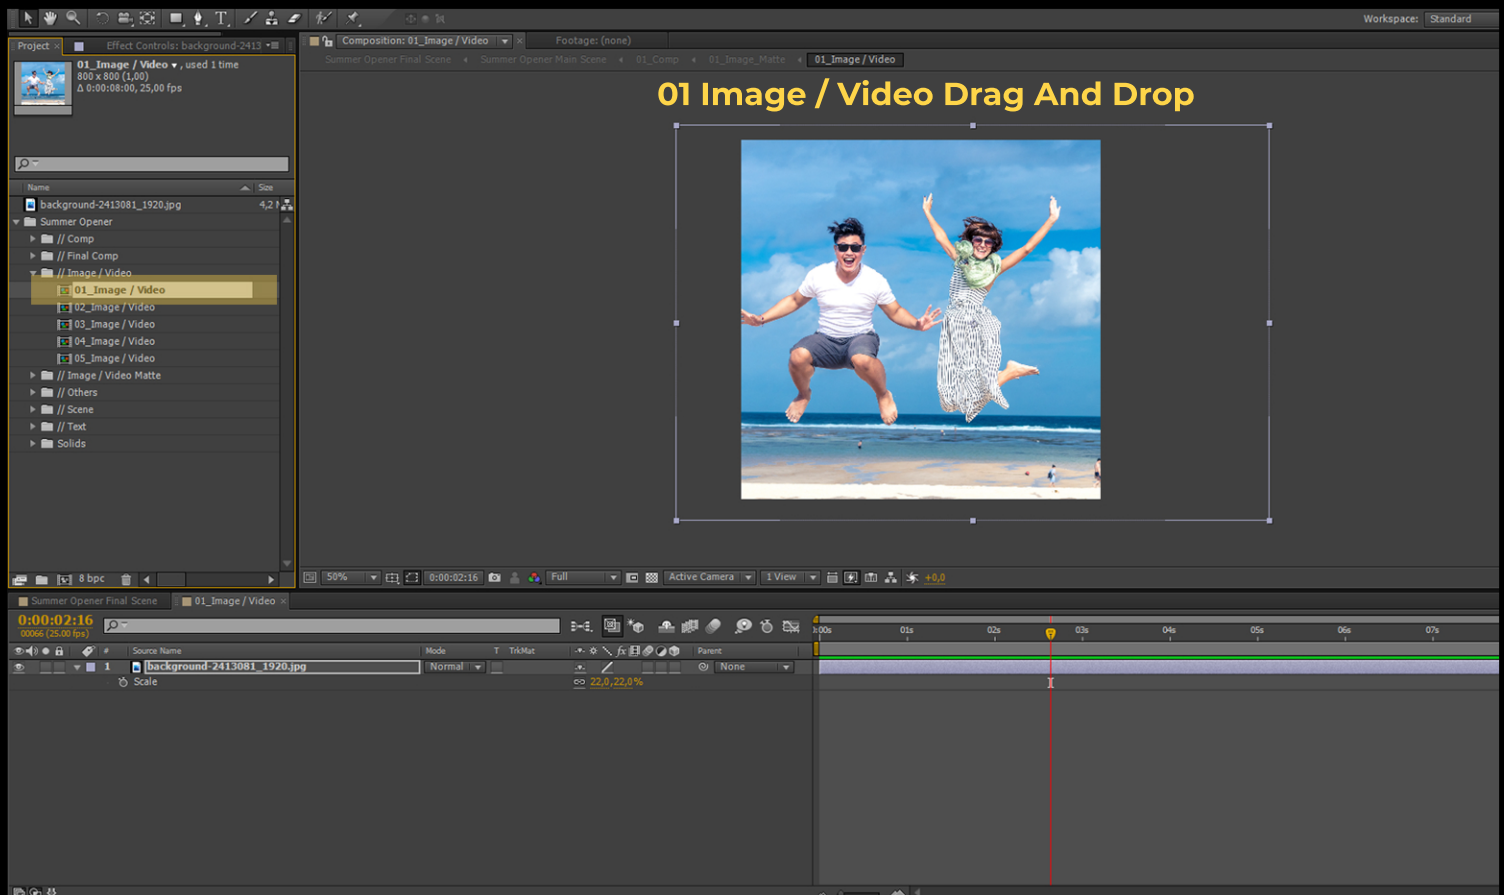 Workspace: Standard
Project × Effect Controls: background-2413
01_Image / Video ▼ , used 1 time
800 x 800 (1,00)
Δ 0:00:08:00, 25,00 fps
Name Size
background-2413081_1920.jpg 4,2 M
Summer Opener
// Comp
// Final Comp
// Image / Video
01_Image / Video
02_Image / Video
03_Image / Video
04_Image / Video
05_Image / Video
// Image / Video Matte
// Others
// Scene
// Text
Solids
8 bpc
Composition: 01_Image / Video × Footage: (none)
Summer Opener Final Scene Summer Opener Main Scene 01_Comp 01_Image_Matte 01_Image / Video
01 Image / Video Drag And Drop
50% 0:00:02:16 Full Active Camera 1 View +0,0
Summer Opener Final Scene 01_Image / Video ×
0:00:02:16
00066 (25.00 fps)
# Source Name Mode T TrkMat fx Parent
1 background-2413081_1920.jpg Normal None
Scale 22,0,22,0%
0:00s 01s 02s 03s 04s 05s 06s 07s